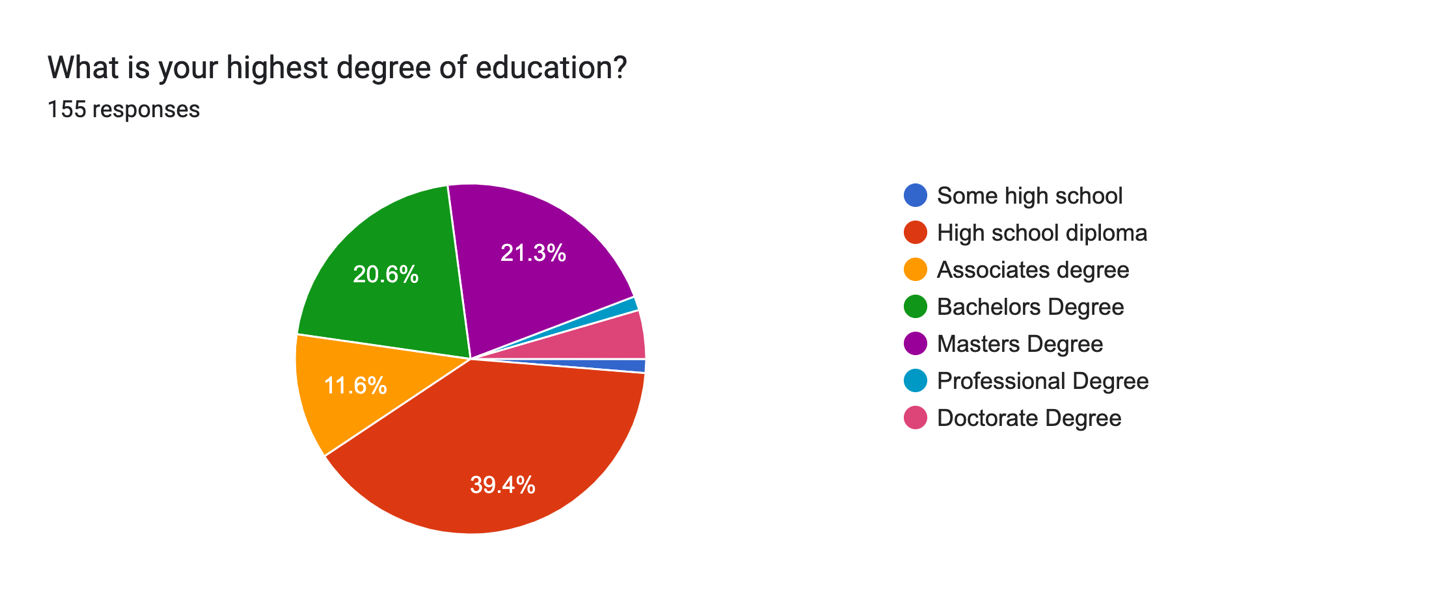 What is your highest degree of education?
155 responses
21.3%
20.6%
11.6%
39.4%
Some high school
High school diploma
Associates degree
Bachelors Degree
Masters Degree
Professional Degree
Doctorate Degree